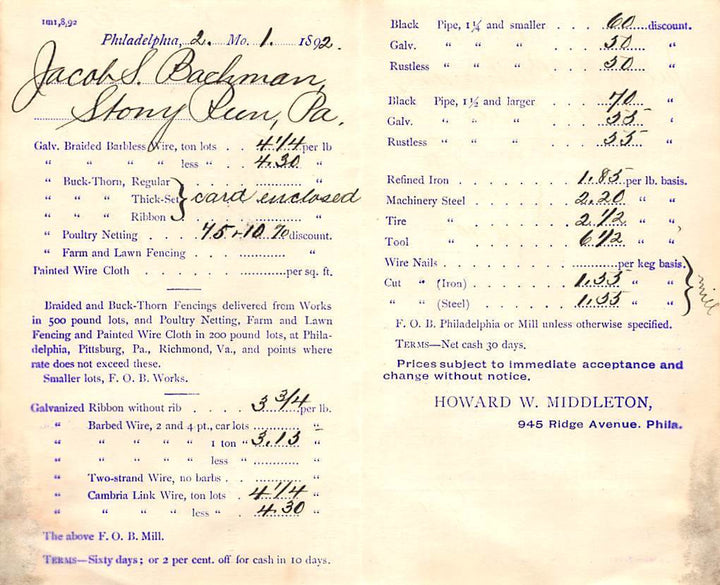 1m1,8,92
Philadelphia, 2. Mo. 1. 1892.
Jacob S. Bachman,
Stony Run, Pa.
Galv. Braided Barbless Wire, ton lots . . 4 1/4 per lb
" " " " less " . . 4.30 "
" Buck-Thorn, Regular } card enclosed "
" " " Thick-Set "
" " " Ribbon "
" Poultry Netting . . . . 45+10 % discount.
" Farm and Lawn Fencing . . . "
Painted Wire Cloth . . . . . . per sq. ft.
Braided and Buck-Thorn Fencings delivered from Works
in 500 pound lots, and Poultry Netting, Farm and Lawn
Fencing and Painted Wire Cloth in 200 pound lots, at Phila-
delphia, Pittsburg, Pa., Richmond, Va., and points where
rate does not exceed these.
Smaller lots, F. O. B. Works.
Galvanized Ribbon without rib . . . . 3 3/4 per lb.
" Barbed Wire, 2 and 4 pt., car lots "
" " " " " 1 ton " 3.15 "
" " " " " less " "
" Two-strand Wire, no barbs . . "
" Cambria Link Wire, ton lots . 4 1/4 "
" " " " less " . 4.30 "
The above F. O. B. Mill.
TERMS—Sixty days; or 2 per cent. off for cash in 10 days.
Black Pipe, 1¼ and smaller . . . 60 discount.
Galv. " " " . . . 50 "
Rustless " " " . . . 50 "
Black Pipe, 1½ and larger . . . 70 "
Galv. " " " . . . 55 "
Rustless " " " . . . 55 "
Refined Iron . . . . . . . . 1.85 per lb. basis.
Machinery Steel . . . . . . . 2.20 " "
Tire " . . . . . . . 2 1/2 " "
Tool " . . . . . . . 6 1/2 " "
Wire Nails . . . . . . . . per keg basis. } mill
Cut " (Iron) . . . . . . 1.55 " "
" " (Steel) . . . . . . 1.55 " "
F. O. B. Philadelphia or Mill unless otherwise specified.
TERMS—Net cash 30 days.
Prices subject to immediate acceptance and
change without notice.
HOWARD W. MIDDLETON,
945 Ridge Avenue. Phila.